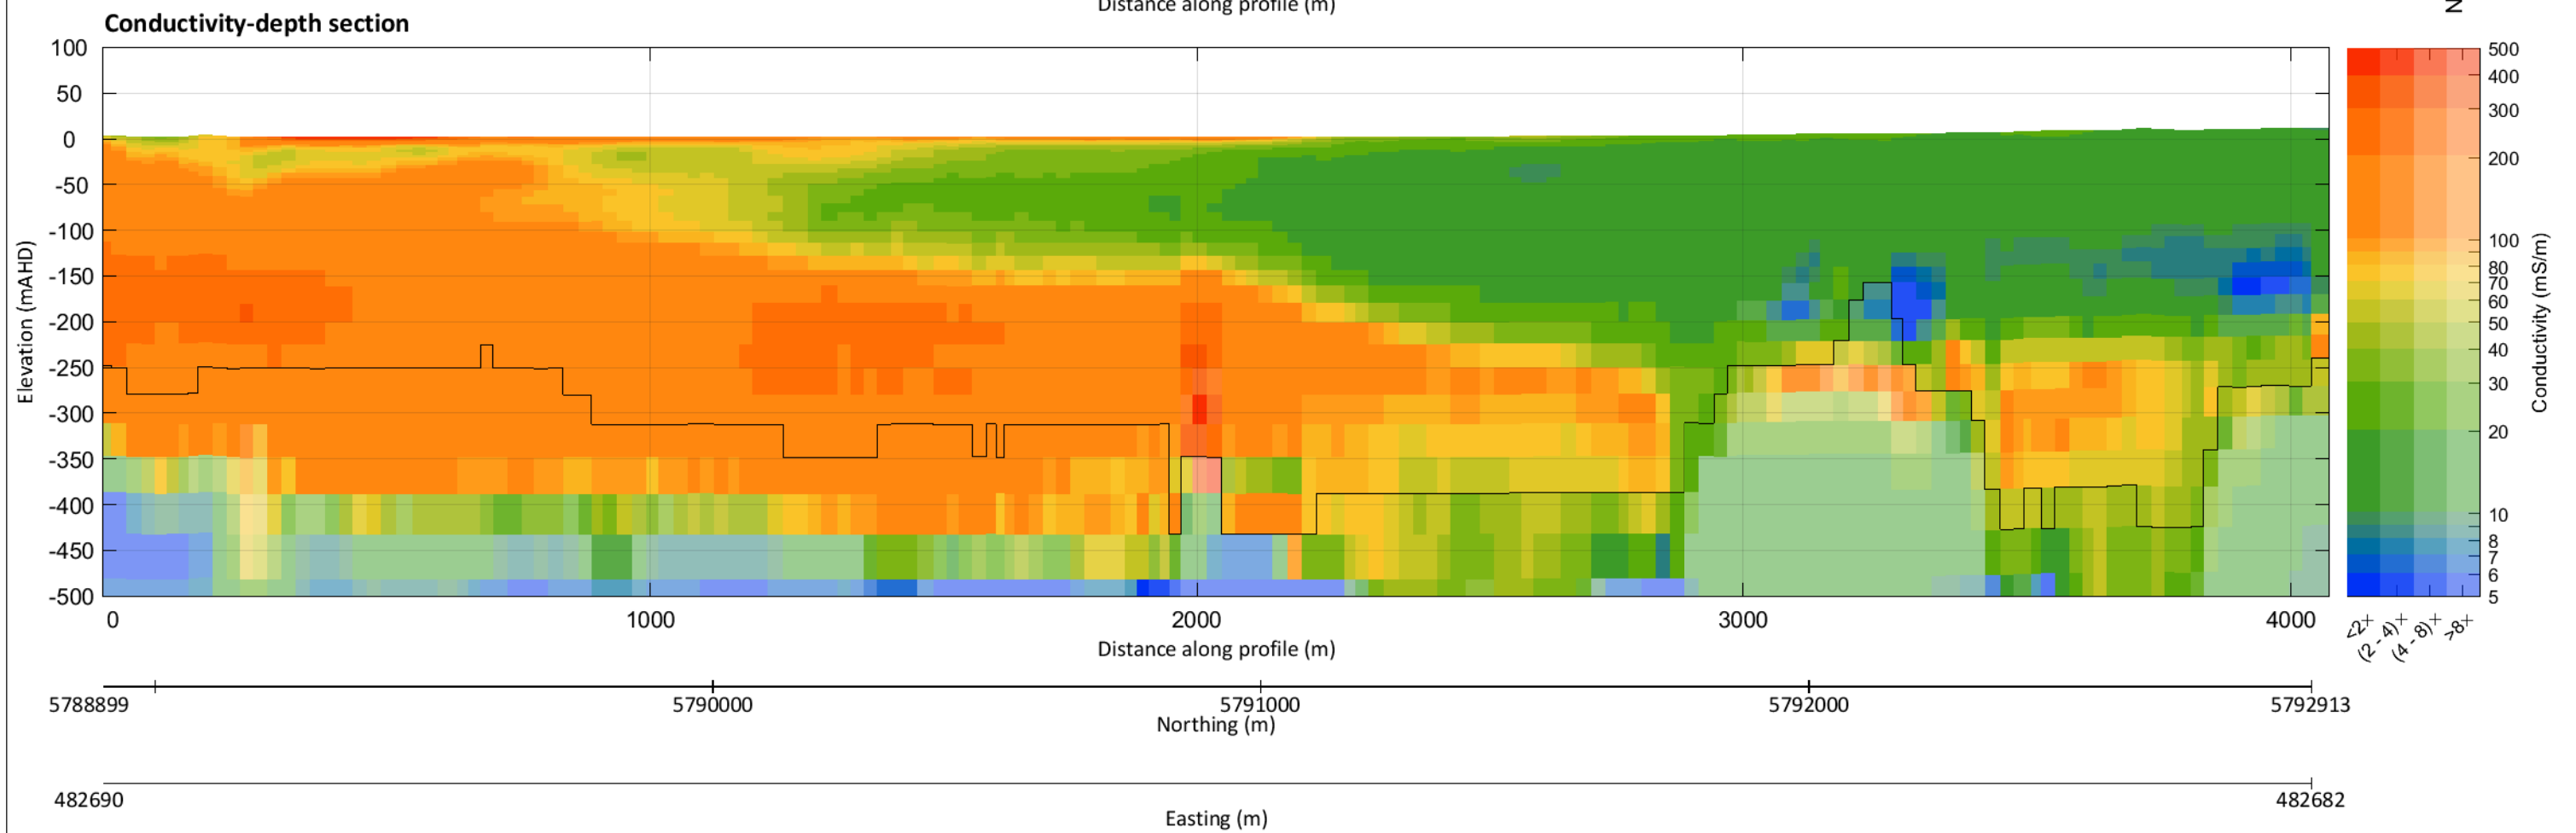 Distance along profile (m)
N
Conductivity-depth section
100
50
0
-50
-100
-150
-200
-250
-300
-350
-400
-450
-500
Elevation (mAHD)
0 1000 2000 3000 4000
Distance along profile (m)
500
400
300
200
100
80
70
60
50
40
30
20
10
8
7
6
5
Conductivity (mS/m)
<2+ (2 - 4)+ (4 - 8)+ >8+
5788899 5790000 5791000 5792000 5792913
Northing (m)
482690 482682
Easting (m)